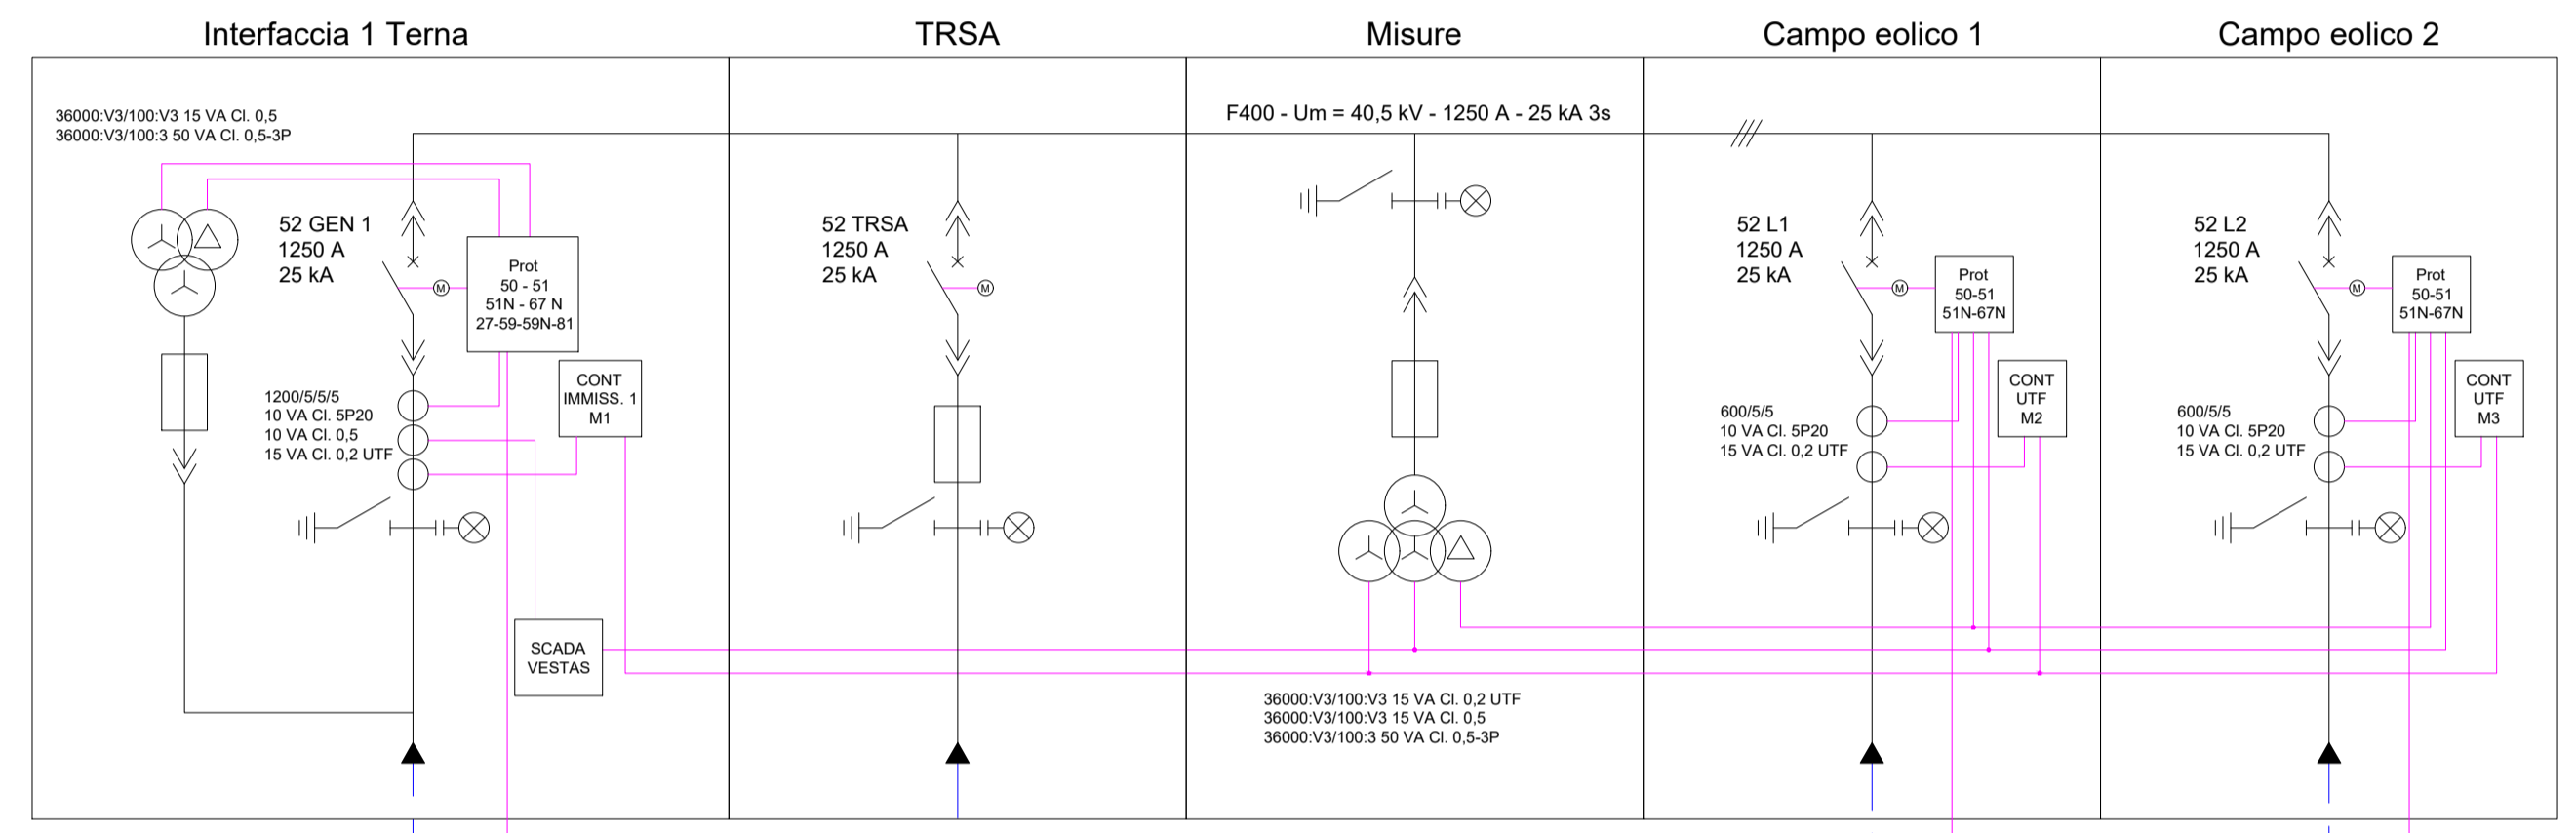 Interfaccia 1 Terna
TRSA
Misure
Campo eolico 1
Campo eolico 2
36000:V3/100:V3 15 VA Cl. 0,5
36000:V3/100:3 50 VA Cl. 0,5-3P
52 GEN 1
1250 A
25 kA
Prot
50 - 51
51N - 67 N
27-59-59N-81
M
1200/5/5/5
10 VA Cl. 5P20
10 VA Cl. 0,5
15 VA Cl. 0,2 UTF
CONT
IMMISS. 1
M1
SCADA
VESTAS
52 TRSA
1250 A
25 kA
M
F400 - Um = 40,5 kV - 1250 A - 25 kA 3s
36000:V3/100:V3 15 VA Cl. 0,2 UTF
36000:V3/100:V3 15 VA Cl. 0,5
36000:V3/100:3 50 VA Cl. 0,5-3P
52 L1
1250 A
25 kA
M
Prot
50-51
51N-67N
600/5/5
10 VA Cl. 5P20
15 VA Cl. 0,2 UTF
CONT
UTF
M2
52 L2
1250 A
25 kA
M
Prot
50-51
51N-67N
600/5/5
10 VA Cl. 5P20
15 VA Cl. 0,2 UTF
CONT
UTF
M3